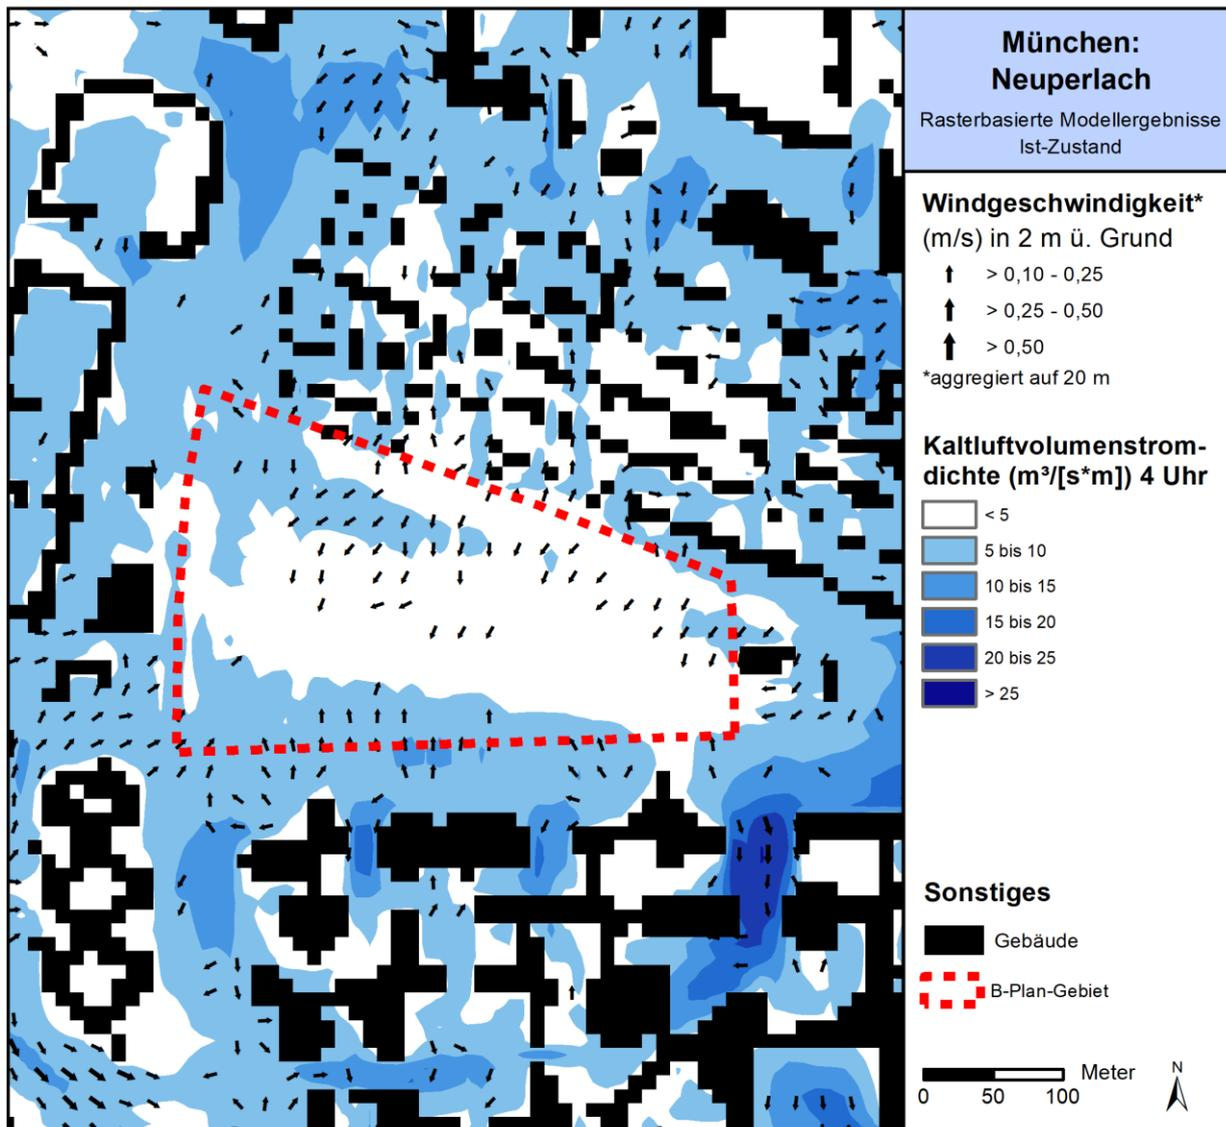 München:
Neuperlach
Rasterbasierte Modellergebnisse
Ist-Zustand
Windgeschwindigkeit*
(m/s) in 2 m ü. Grund
> 0,10 - 0,25
> 0,25 - 0,50
> 0,50
*aggregiert auf 20 m
Kaltluftvolumenstrom-
dichte (m³/[s*m]) 4 Uhr
< 5
5 bis 10
10 bis 15
15 bis 20
20 bis 25
> 25
Sonstiges
Gebäude
B-Plan-Gebiet
Meter
0 50 100
N